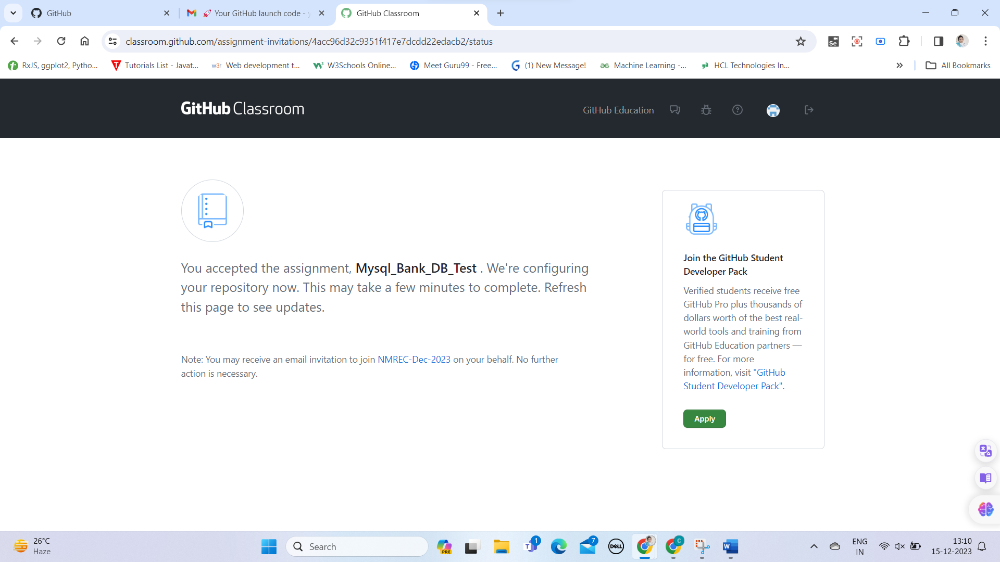 GitHub
🚀 Your GitHub launch code - y
GitHub Classroom
classroom.github.com/assignment-invitations/4acc96d32c9351f417e7dcdd22edacb2/status
Se
RxJS, ggplot2, Pytho...
Tutorials List - Javat...
w3r Web development t...
W3Schools Online...
Meet Guru99 - Free...
(1) New Message!
Machine Learning -...
HCL Technologies In...
All Bookmarks
GitHub Classroom
GitHub Education
You accepted the assignment, Mysql_Bank_DB_Test . We're configuring
your repository now. This may take a few minutes to complete. Refresh
this page to see updates.
Note: You may receive an email invitation to join NMREC-Dec-2023 on your behalf. No further
action is necessary.
Join the GitHub Student
Developer Pack
Verified students receive free
GitHub Pro plus thousands of
dollars worth of the best real-
world tools and training from
GitHub Education partners —
for free. For more
information, visit "GitHub
Student Developer Pack".
Apply
26°C
Haze
Search
PRE
1
7
DELL
C
W
ENG
IN
13:10
15-12-2023